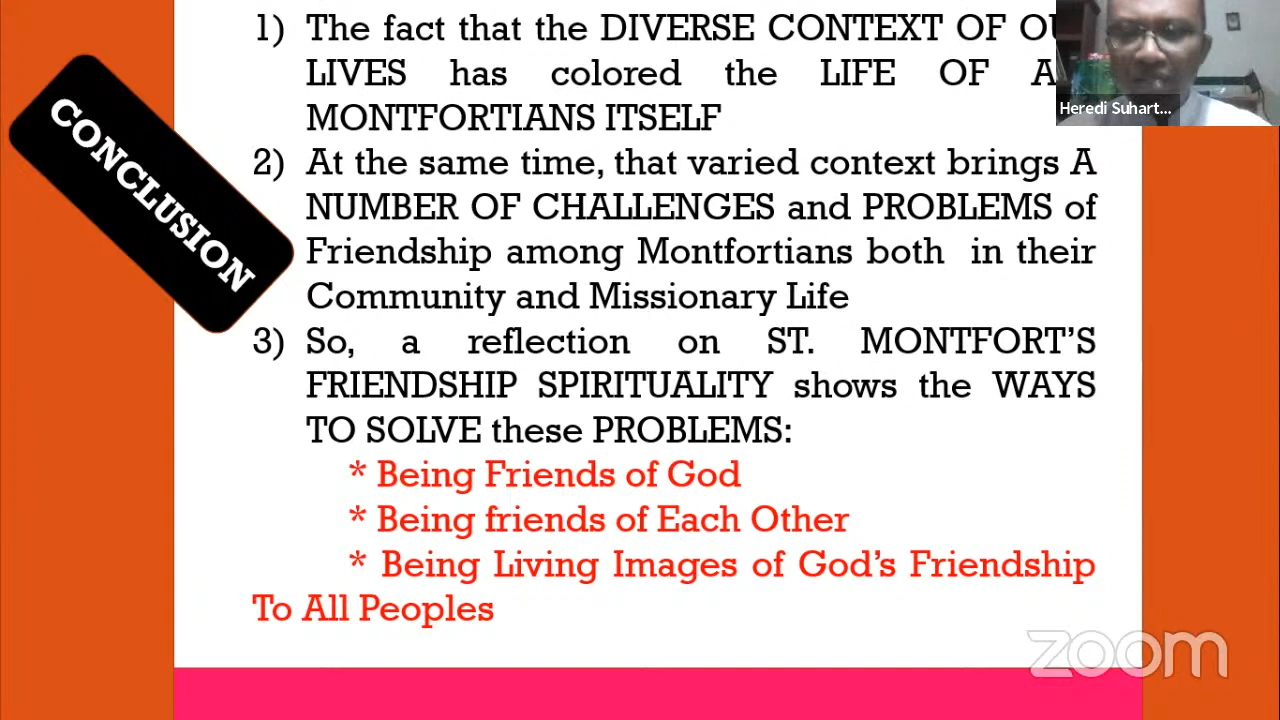 CONCLUSION
1) The fact that the DIVERSE CONTEXT OF
LIVES has colored the LIFE OF
MONTFORTIANS ITSELF
2) At the same time, that varied context brings A
NUMBER OF CHALLENGES and PROBLEMS of
Friendship among Montfortians both in their
Community and Missionary Life
3) So, a reflection on ST. MONTFORT'S
FRIENDSHIP SPIRITUALITY shows the WAYS
TO SOLVE these PROBLEMS:
* Being Friends of God
* Being friends of Each Other
* Being Living Images of God's Friendship
To All Peoples
Heredi Suhart...
zoom